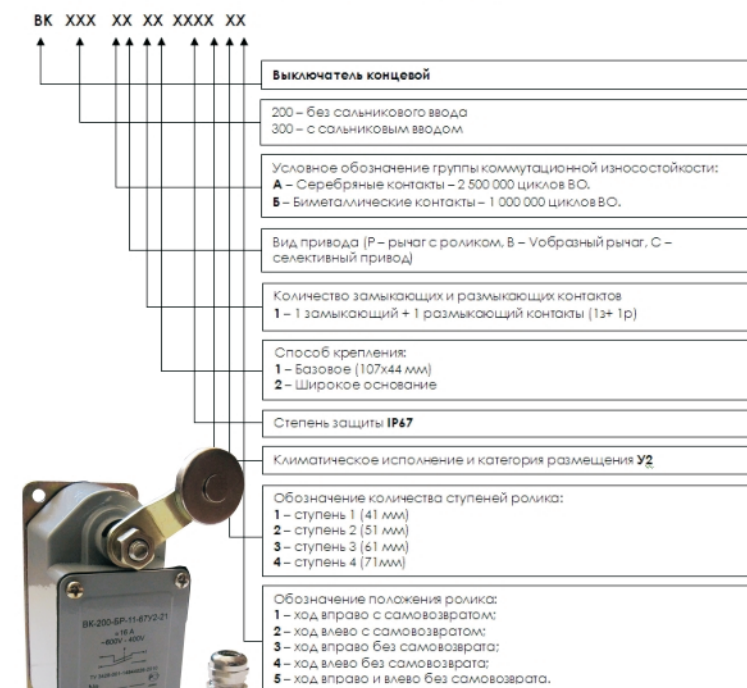 ВК XXX XX XX XXXX XX
Выключатель концевой
200 – без сальникового ввода
300 – с сальниковым вводом
Условное обозначение группы коммутационной износостойкости:
А – Серебряные контакты – 2 500 000 циклов ВО.
Б – Биметаллические контакты – 1 000 000 циклов ВО.
Вид привода (Р – рычаг с роликом, В – Vобразный рычаг, С –
селективный привод)
Количество замыкающих и размыкающих контактов
1 – 1 замыкающий + 1 размыкающий контакты (1з+ 1р)
Способ крепления:
1 – Базовое (107х44 мм)
2 – Широкое основание
Степень защиты IP67
Климатическое исполнение и категория размещения У2
Обозначение количества ступеней ролика:
1 – ступень 1 (41 мм)
2 – ступень 2 (51 мм)
3 – ступень 3 (61 мм)
4 – ступень 4 (71мм)
Обозначение положения ролика:
1 – ход вправо с самовозвратом;
2 – ход влево с самовозвратом;
3 – ход вправо без самовозврата;
4 – ход влево без самовозврата;
5 – ход вправо и влево без самовозврата.
ВК-200-БР-11-67У2-21
16 А
~600V - 400V